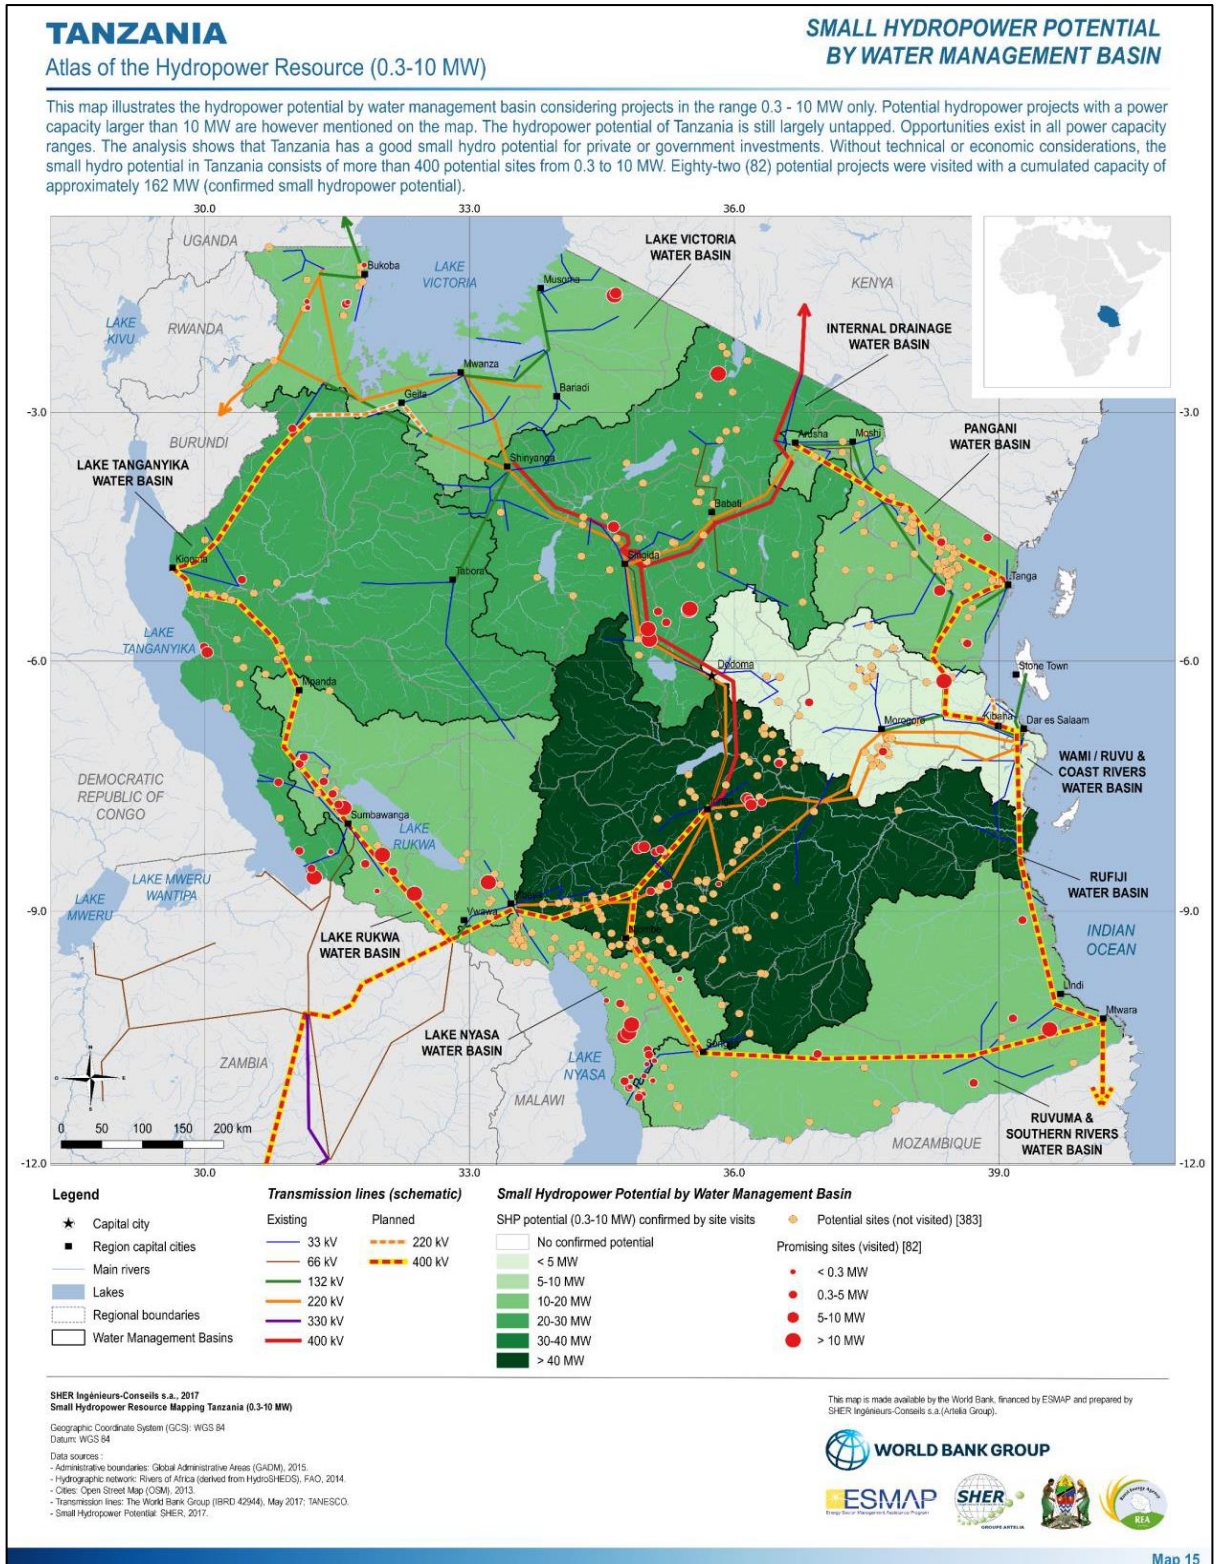 TANZANIA
Atlas of the Hydropower Resource (0.3-10 MW)
SMALL HYDROPOWER POTENTIAL
BY WATER MANAGEMENT BASIN
This map illustrates the hydropower potential by water management basin considering projects in the range 0.3 - 10 MW only. Potential hydropower projects with a power
capacity larger than 10 MW are however mentioned on the map. The hydropower potential of Tanzania is still largely untapped. Opportunities exist in all power capacity
ranges. The analysis shows that Tanzania has a good small hydro potential for private or government investments. Without technical or economic considerations, the
small hydro potential in Tanzania consists of more than 400 potential sites from 0.3 to 10 MW. Eighty-two (82) potential projects were visited with a cumulated capacity of
approximately 162 MW (confirmed small hydropower potential).
30.0
33.0
36.0
UGANDA
LAKE VICTORIA
WATER BASIN
Bukoba
LAKE
VICTORIA
Musoma
KENYA
LAKE
KIVU
RWANDA
INTERNAL DRAINAGE
WATER BASIN
Mwanza
Bariadi
Geita
-3.0
-3.0
BURUNDI
Arusha
Moshi
PANGANI
WATER BASIN
LAKE TANGANYIKA
WATER BASIN
Shinyanga
Babati
Singida
Kigoma
Tabora
Tanga
LAKE
TANGANYIKA
-6.0
-6.0
Dodoma
Stone Town
Mpanda
Morogoro
Kibaha
Dar es Salaam
WAMI / RUVU &
COAST RIVERS
WATER BASIN
DEMOCRATIC
REPUBLIC OF
CONGO
Sumbawanga
LAKE
RUKWA
LAKE MWERU
WANTIPA
LAKE
MWERU
RUFIJI
WATER BASIN
Vwawa
-9.0
-9.0
LAKE RUKWA
WATER BASIN
Njombe
INDIAN
OCEAN
Lindi
Mtwara
LAKE NYASA
WATER BASIN
ZAMBIA
LAKE
NYASA
MALAWI
RUVUMA &
SOUTHERN RIVERS
WATER BASIN
MOZAMBIQUE
0 50 100 150 200 km
-12.0
-12.0
30.0
33.0
36.0
39.0
Legend
Capital city
Region capital cities
Main rivers
Lakes
Regional boundaries
Water Management Basins
Transmission lines (schematic)
Existing
33 kV
66 kV
132 kV
220 kV
330 kV
400 kV
Planned
220 kV
400 kV
Small Hydropower Potential by Water Management Basin
SHP potential (0.3-10 MW) confirmed by site visits
No confirmed potential
< 5 MW
5-10 MW
10-20 MW
20-30 MW
30-40 MW
> 40 MW
Potential sites (not visited) [383]
Promising sites (visited) [82]
< 0.3 MW
0.3-5 MW
5-10 MW
> 10 MW
SHER Ingénieurs-Conseils s.a., 2017
Small Hydropower Resource Mapping Tanzania (0.3-10 MW)
Geographic Coordinate System (GCS): WGS 84
Datum: WGS 84
Data sources :
- Administrative boundaries: Global Administrative Areas (GADM), 2015.
- Hydrographic network: Rivers of Africa (derived from HydroSHEDS), FAO, 2014.
- Cities: Open Street Map (OSM), 2013.
- Transmission lines: The World Bank Group (IBRD 42944), May 2017; TANESCO.
- Small Hydropower Potential: SHER, 2017.
This map is made available by the World Bank, financed by ESMAP and prepared by
SHER Ingénieurs-Conseils s.a.(Artelia Group).
WORLD BANK GROUP
ESMAP
Energy Sector Management Assistance Program
SHER
GROUPE ARTELIA
Rural Energy Agency
REA
Map 15